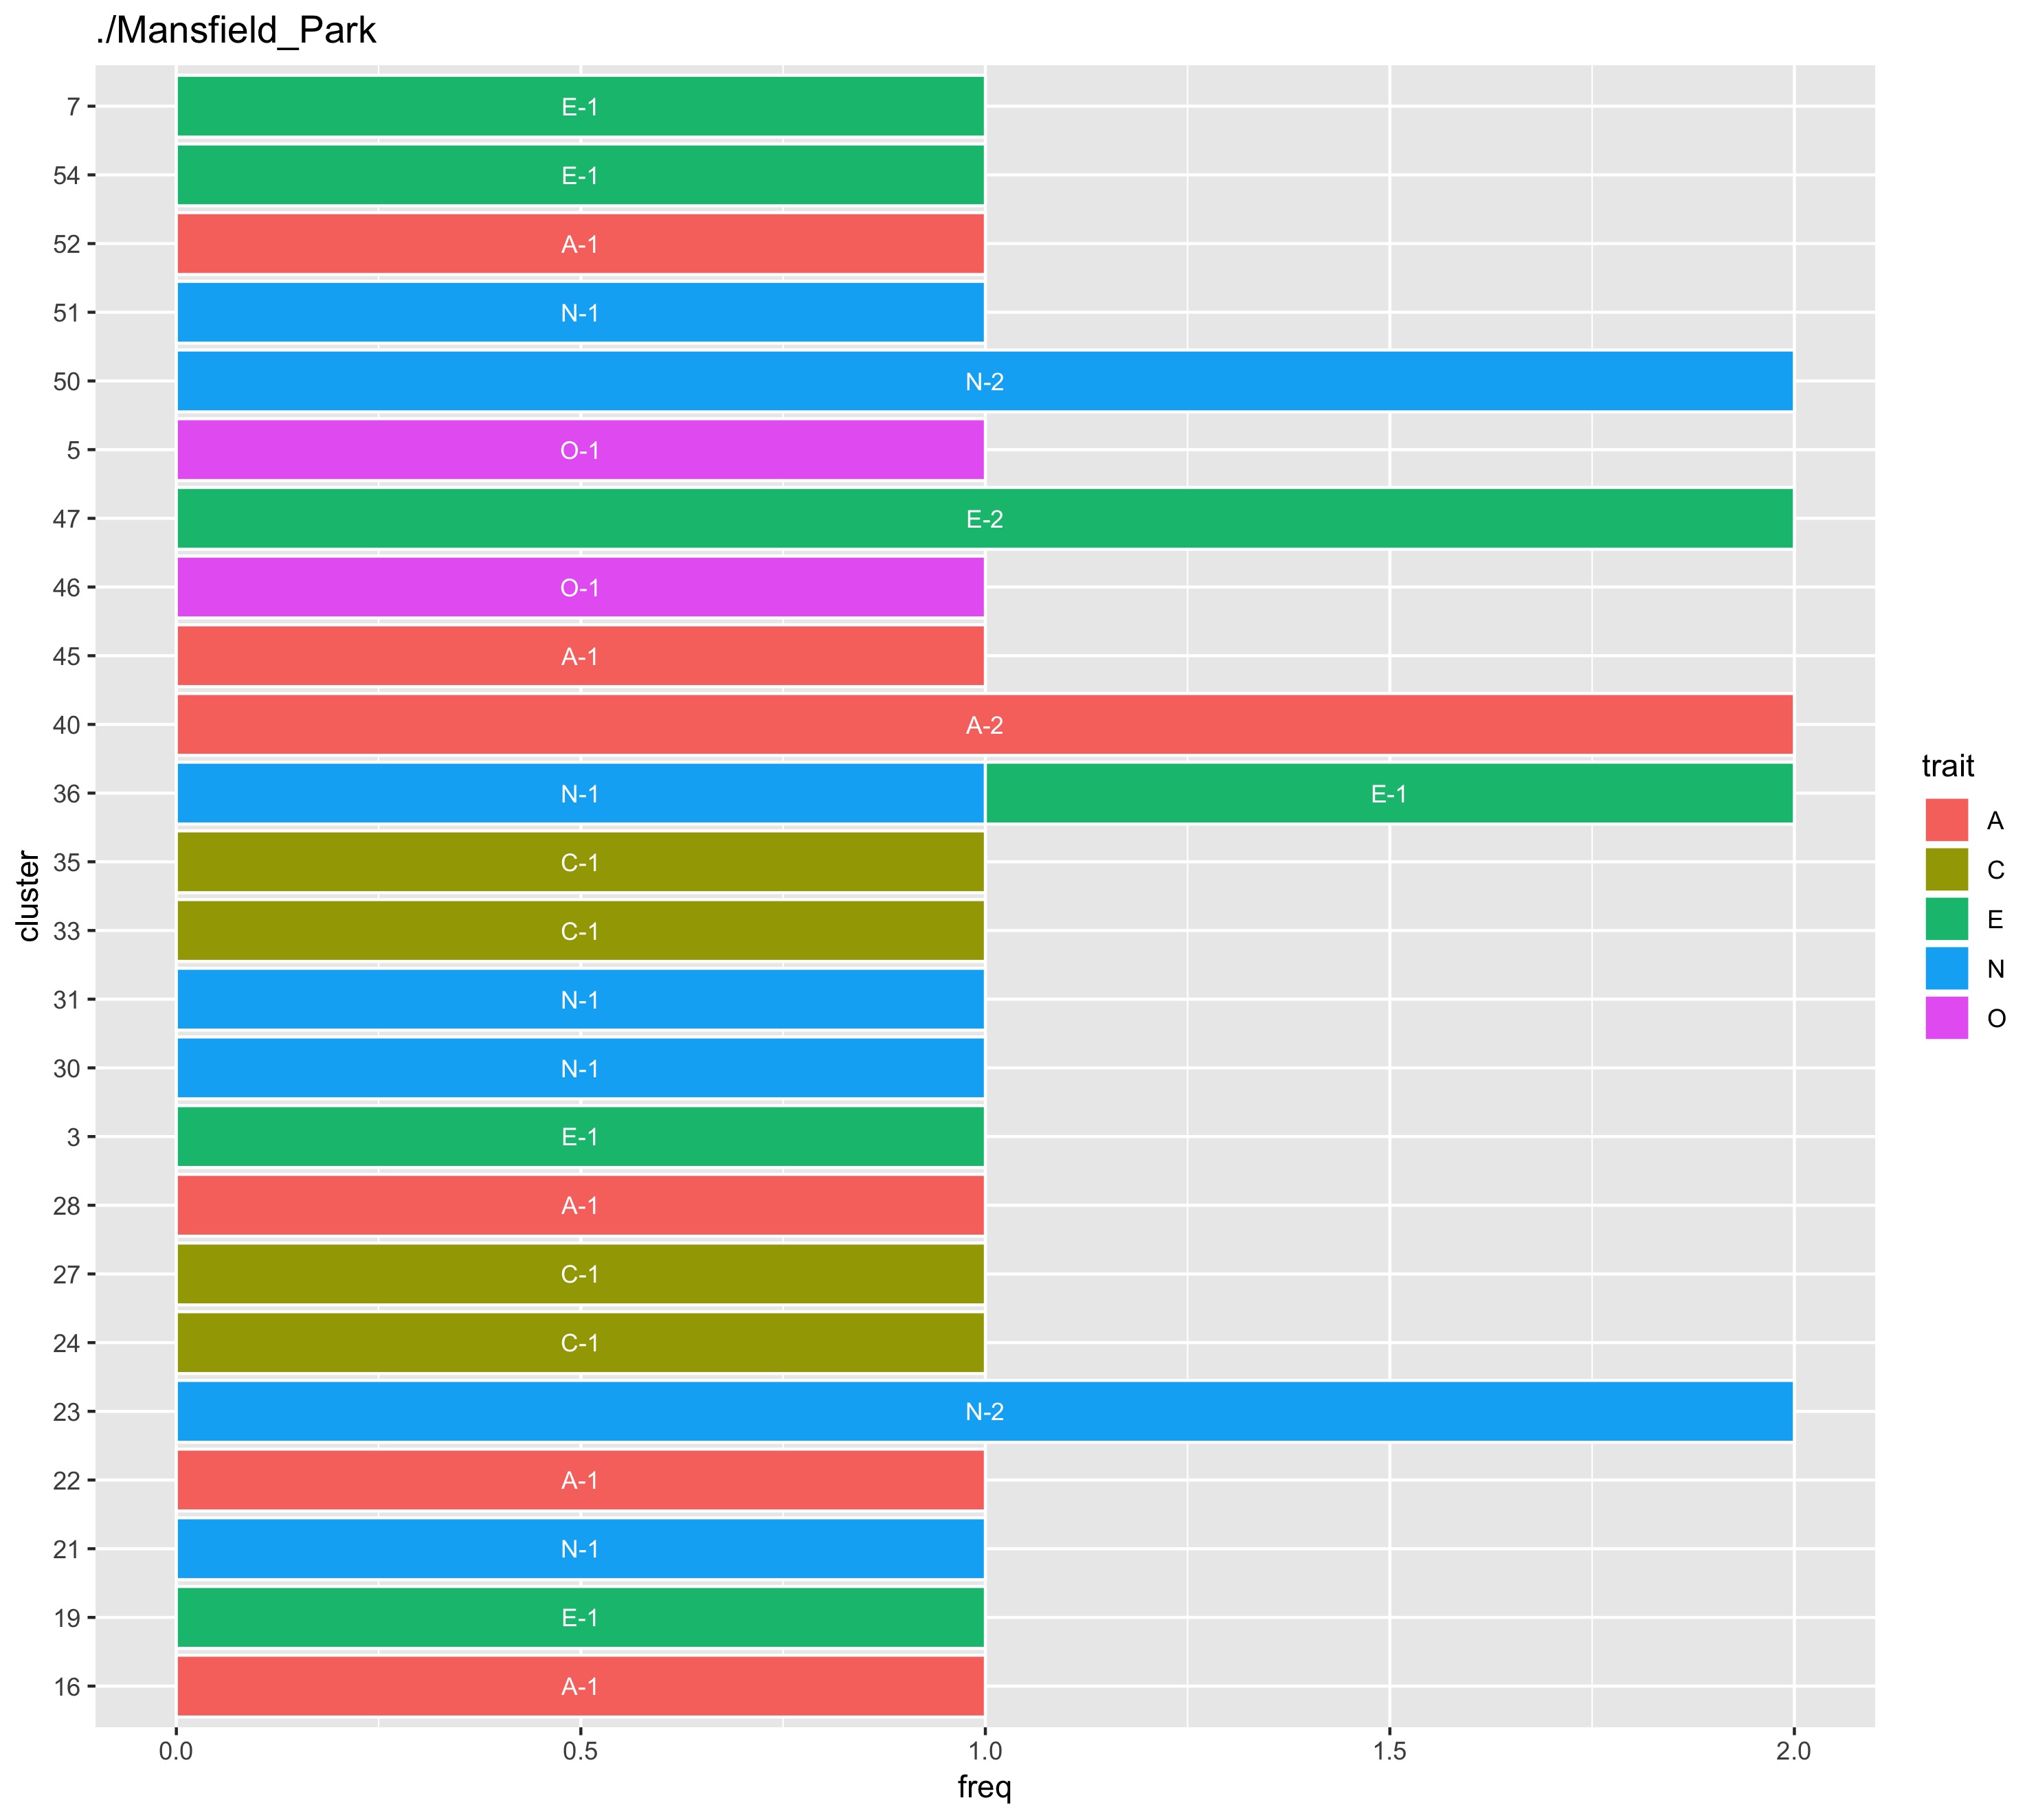 ./Mansfield_Park
7 E-1
54 E-1
52 A-1
51 N-1
50 N-2
5 O-1
47 E-2
46 O-1
45 A-1
40 A-2
36 N-1 E-1
35 C-1
33 C-1
31 N-1
30 N-1
3 E-1
28 A-1
27 C-1
24 C-1
23 N-2
22 A-1
21 N-1
19 E-1
16 A-1
cluster
0.0 0.5 1.0 1.5 2.0
freq
trait
A
C
E
N
O